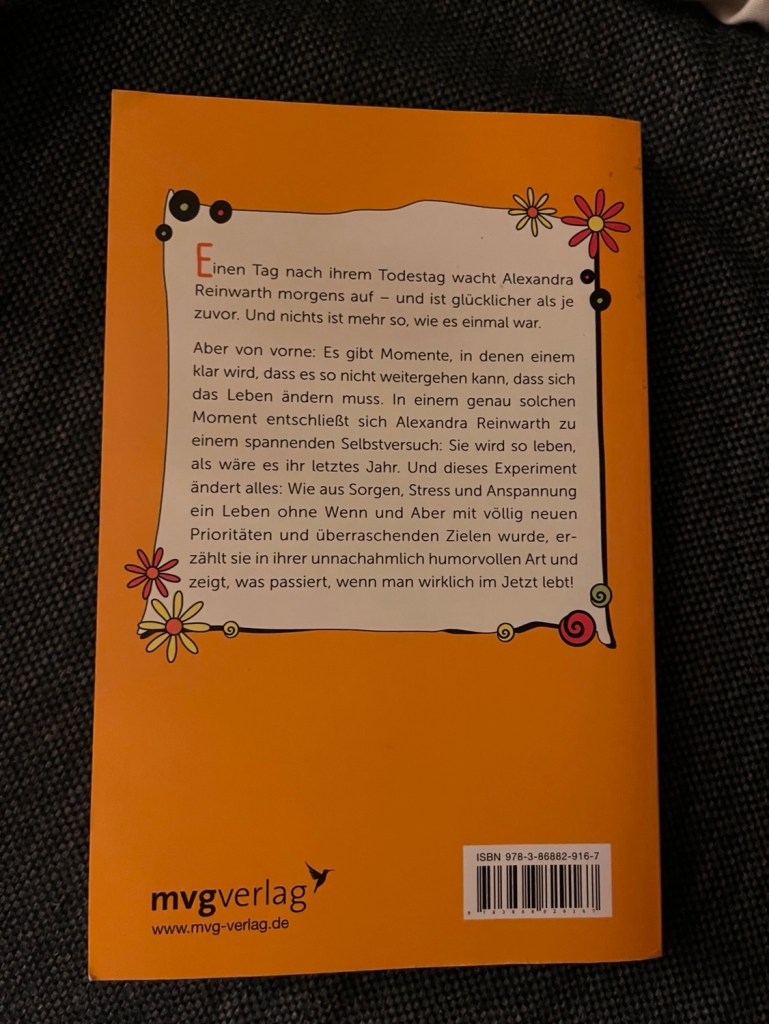 Einen Tag nach ihrem Todestag wacht Alexandra
Reinwarth morgens auf – und ist glücklicher als je
zuvor. Und nichts ist mehr so, wie es einmal war.
Aber von vorne: Es gibt Momente, in denen einem
klar wird, dass es so nicht weitergehen kann, dass sich
das Leben ändern muss. In einem genau solchen
Moment entschließt sich Alexandra Reinwarth zu
einem spannenden Selbstversuch: Sie wird so leben,
als wäre es ihr letztes Jahr. Und dieses Experiment
ändert alles: Wie aus Sorgen, Stress und Anspannung
ein Leben ohne Wenn und Aber mit völlig neuen
Prioritäten und überraschenden Zielen wurde, er-
zählt sie in ihrer unnachahmlich humorvollen Art und
zeigt, was passiert, wenn man wirklich im Jetzt lebt!
mvgverlag
www.mvg-verlag.de
ISBN 978-3-86882-916-7
9 783868 829167